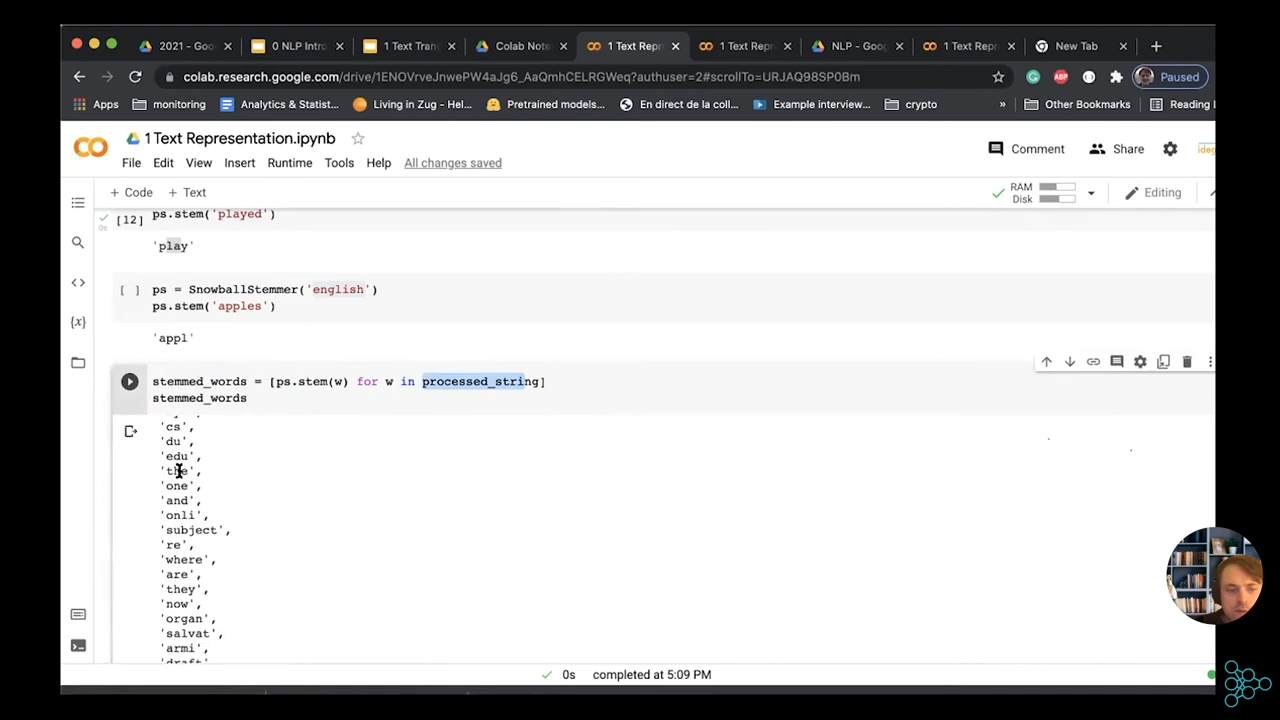 2021 - Goo
0 NLP Intro
1 Text Tran
Colab Note
1 Text Repr
1 Text Repr
NLP - Goog
1 Text Repr
New Tab
colab.research.google.com/drive/1ENOVrveJnwePW4aJg6_AaQmhCELRGWeq?authuser=2#scrollTo=URJAQ98SP0Bm
ABP
Paused
Apps
monitoring
Analytics & Statist...
Living in Zug - Hel...
Pretrained models...
En direct de la coll...
Example interview...
crypto
»
Other Bookmarks
Reading L
1 Text Representation.ipynb
Comment
Share
File Edit View Insert Runtime Tools Help All changes saved
+ Code + Text
RAM
Disk
Editing
[12] ps.stem('played')
0s
'play'
[ ] ps = SnowballStemmer('english')
ps.stem('apples')
'appl'
stemmed_words = [ps.stem(w) for w in processed_string]
stemmed_words
'cs',
'du',
'edu',
'the',
'one',
'and',
'onli',
'subject',
're',
'where',
'are',
'they',
'now',
'organ',
'salvat',
'armi',
'draft',
{x}
0s completed at 5:09 PM